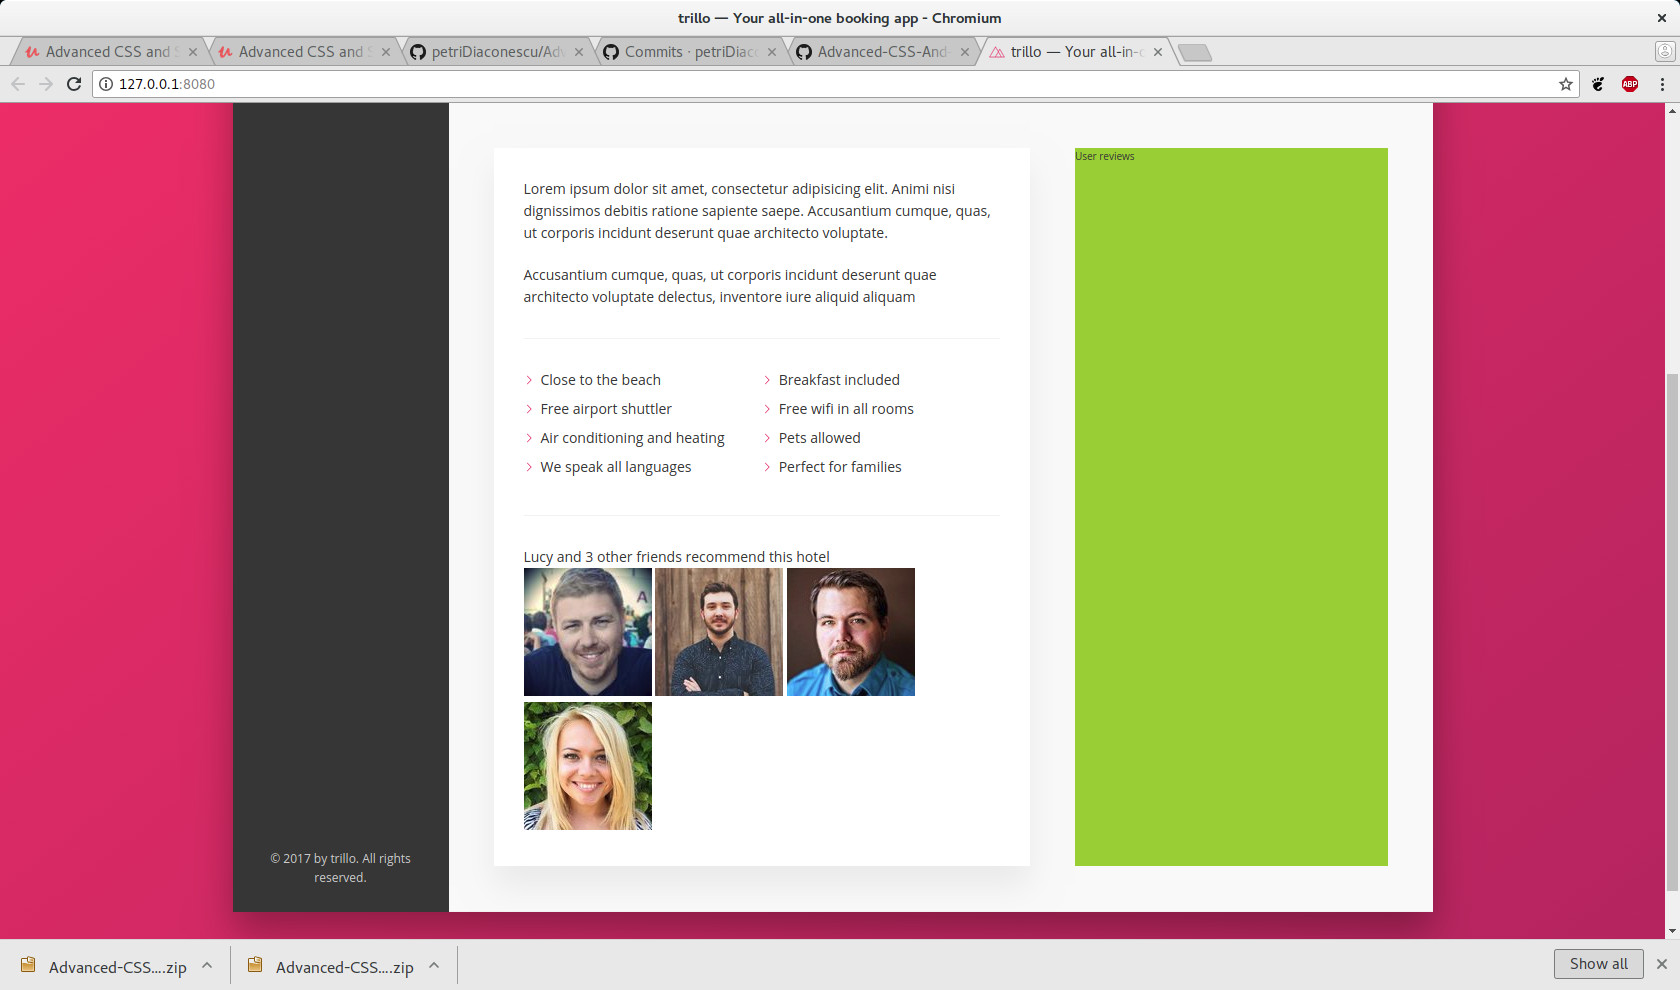 trillo — Your all-in-one booking app - Chromium
Advanced CSS and S
Advanced CSS and S
petriDiaconescu/Adv
Commits · petriDiac
Advanced-CSS-And-
trillo — Your all-in-c
127.0.0.1:8080
ABP
User reviews
Lorem ipsum dolor sit amet, consectetur adipisicing elit. Animi nisi
dignissimos debitis ratione sapiente saepe. Accusantium cumque, quas,
ut corporis incidunt deserunt quae architecto voluptate.
Accusantium cumque, quas, ut corporis incidunt deserunt quae
architecto voluptate delectus, inventore iure aliquid aliquam
Close to the beach
Breakfast included
Free airport shuttler
Free wifi in all rooms
Air conditioning and heating
Pets allowed
We speak all languages
Perfect for families
Lucy and 3 other friends recommend this hotel
© 2017 by trillo. All rights
reserved.
Advanced-CSS....zip
Advanced-CSS....zip
Show all